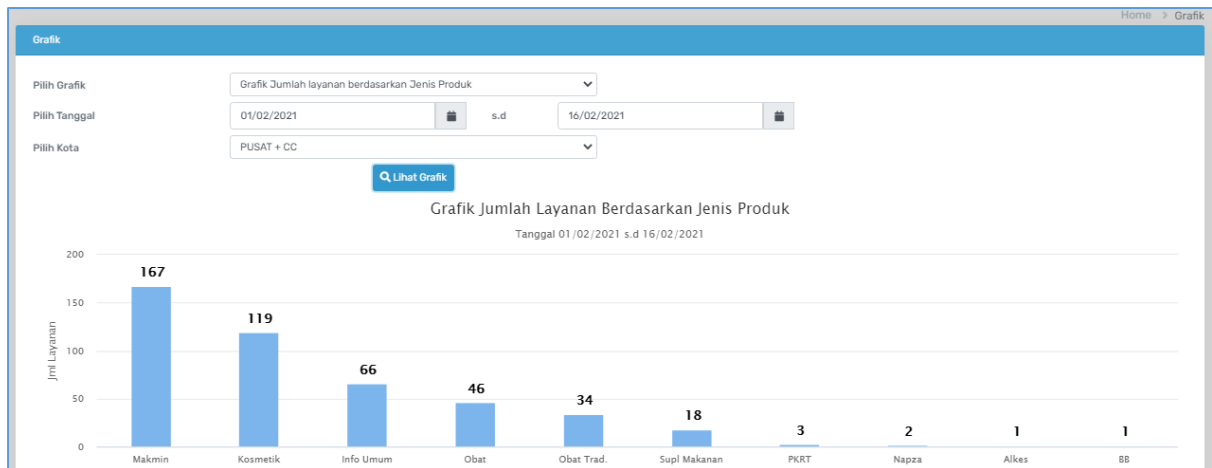 Home > Grafik
Grafik
Pilih Grafik Grafik Jumlah layanan berdasarkan Jenis Produk
Pilih Tanggal 01/02/2021 s.d 16/02/2021
Pilih Kota PUSAT + CC
Lihat Grafik
Grafik Jumlah Layanan Berdasarkan Jenis Produk
Tanggal 01/02/2021 s.d 16/02/2021
Jml Layanan
200
150
100
50
0
167 119 66 46 34 18 3 2 1 1
Makmin Kosmetik Info Umum Obat Obat Trad. Supl Makanan PKRT Napza Alkes BB